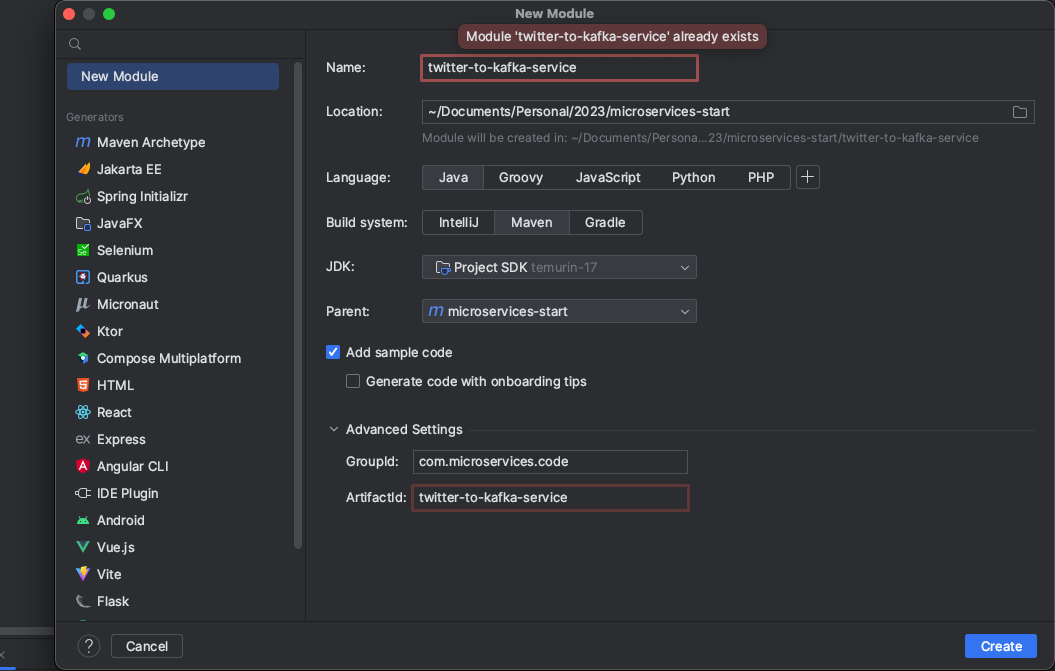 New Module
Module 'twitter-to-kafka-service' already exists
New Module
Generators
Maven Archetype
Jakarta EE
Spring Initializr
JavaFX
Selenium
Quarkus
Micronaut
Ktor
Compose Multiplatform
HTML
React
Express
Angular CLI
IDE Plugin
Android
Vue.js
Vite
Flask
Name: twitter-to-kafka-service
Location: ~/Documents/Personal/2023/microservices-start
Module will be created in: ~/Documents/Persona...23/microservices-start/twitter-to-kafka-service
Language: Java Groovy JavaScript Python PHP +
Build system: IntelliJ Maven Gradle
JDK: Project SDK temurin-17
Parent: m microservices-start
Add sample code
Generate code with onboarding tips
Advanced Settings
GroupId: com.microservices.code
ArtifactId: twitter-to-kafka-service
? Cancel Create